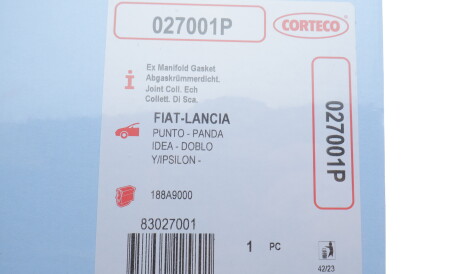 027001P
CORTECO
Ex Manifold Gasket
Abgaskrümmerdicht.
Joint Coll. Ech
Collett. Di Sca.
FIAT-LANCIA
PUNTO - PANDA
IDEA - DOBLO
Y/IPSILON -
027001P
188A9000
83027001
1 PC
42/23